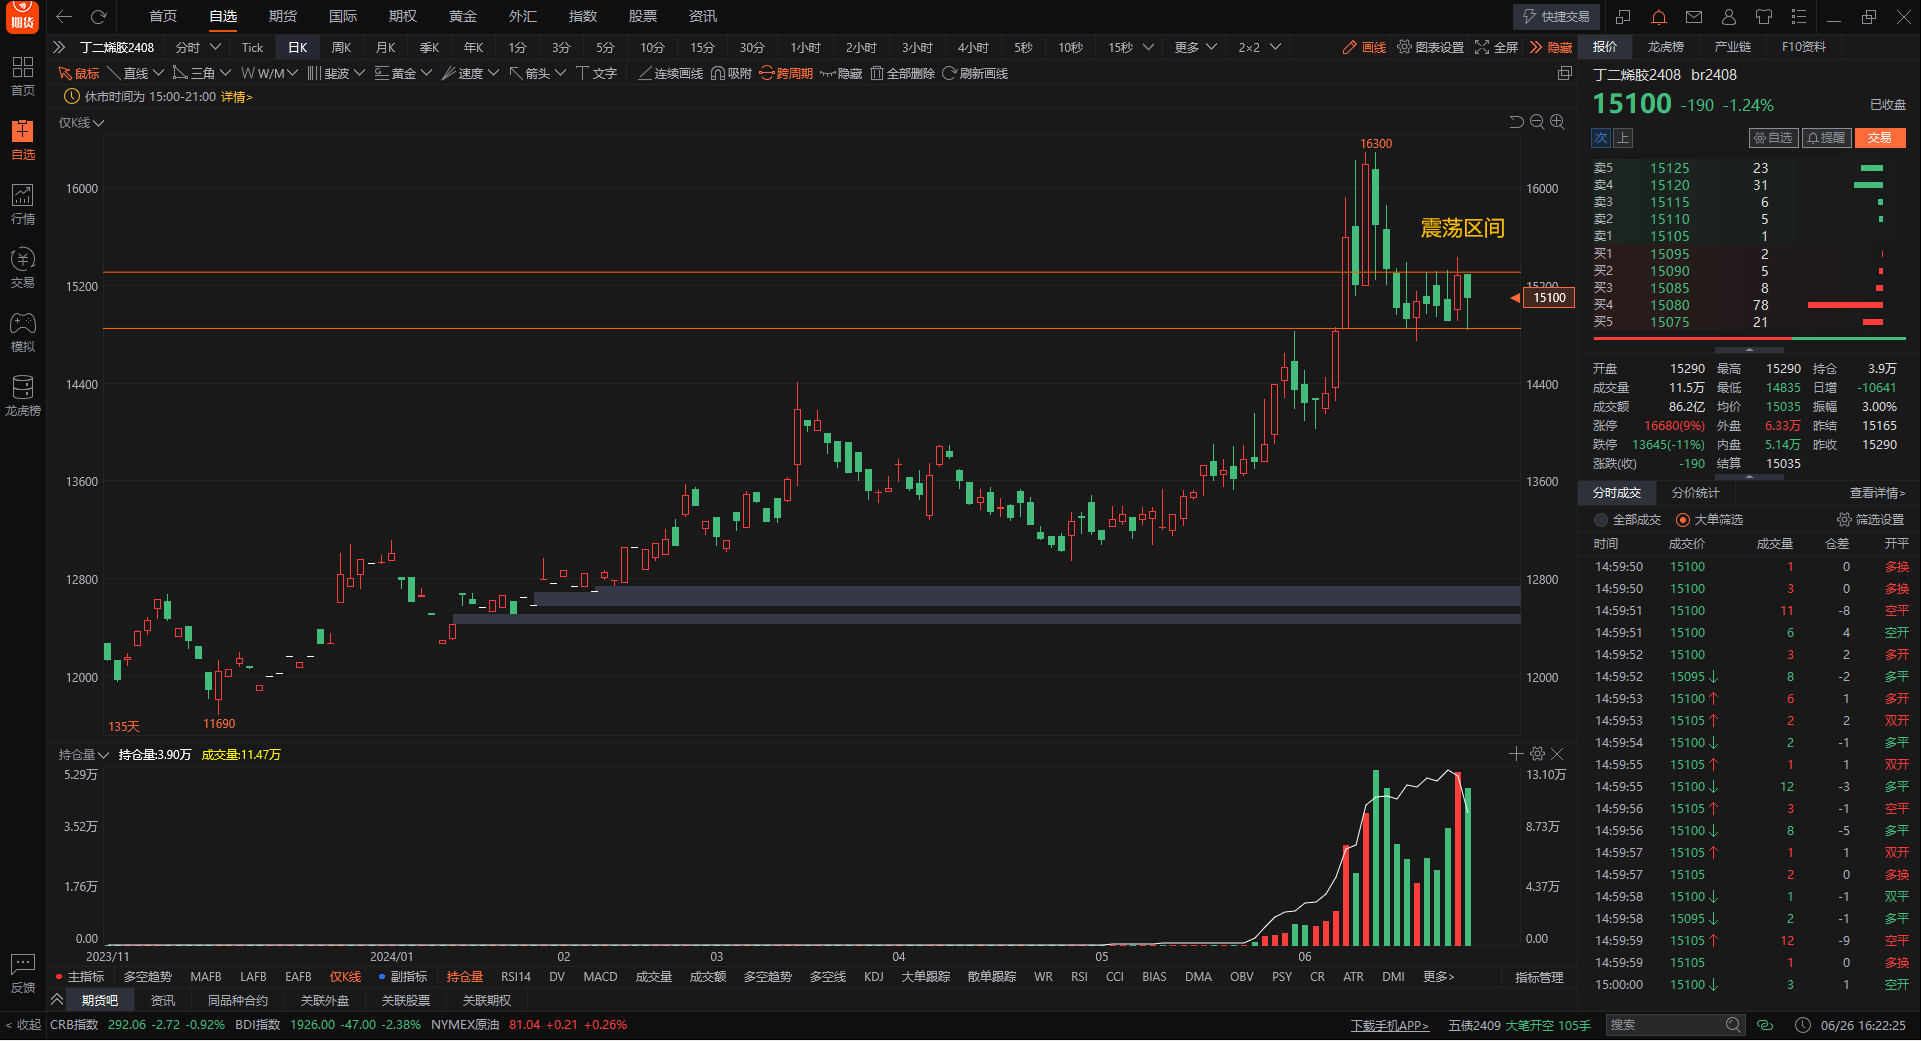 期货 首页 自选 期货 国际 期权 黄金 外汇 指数 股票 资讯 快捷交易
丁二烯胶2408 分时 Tick 日K 周K 月K 季K 年K 1分 3分 5分 10分 15分 30分 1小时 2小时 3小时 4小时 5秒 10秒 15秒 更多 2×2 画线 图表设置 全屏 隐藏 报价 龙虎榜 产业链 F10资料
鼠标 直线 三角 W/M 斐波 黄金 速度 箭头 文字 连续画线 吸附 跨周期 隐藏 全部删除 刷新画线
休市时间为 15:00-21:00 详情>
仅K线
首页
自选
行情
交易
模拟
龙虎榜
反馈
< 收起
16300
震荡区间
16000 16000
15200 15200
15100
14400 14400
13600 13600
12800 12800
12000 12000
135天 11690
持仓量 持仓量:3.90万 成交量:11.47万
5.29万 13.10万
3.52万 8.73万
1.76万 4.37万
0.00 0.00
2023/11 2024/01 02 03 04 05 06
主指标 多空趋势 MAFB LAFB EAFB 仅K线 副指标 持仓量 RSI14 DV MACD 成交量 成交额 多空趋势 多空线 KDJ 大单跟踪 散单跟踪 WR RSI CCI BIAS DMA OBV PSY CR ATR DMI 更多> 指标管理
期货吧 资讯 同品种合约 关联外盘 关联股票 关联期权
丁二烯胶2408 br2408
15100 -190 -1.24% 已收盘
次 上 自选 提醒 交易
卖5 15125 23
卖4 15120 31
卖3 15115 6
卖2 15110 5
卖1 15105 1
买1 15095 2
买2 15090 5
买3 15085 8
买4 15080 78
买5 15075 21
开盘 15290 最高 15290 持仓 3.9万
成交量 11.5万 最低 14835 日增 -10641
成交额 86.2亿 均价 15035 振幅 3.00%
涨停 16680(9%) 外盘 6.33万 昨结 15165
跌停 13645(-11%) 内盘 5.14万 昨收 15290
涨跌(收) -190 结算 15035
分时成交 分价统计 查看详情>
全部成交 大单筛选 筛选设置
时间 成交价 成交量 仓差 开平
14:59:50 15100 1 0 多换
14:59:50 15100 3 0 多换
14:59:51 15100 11 -8 空平
14:59:51 15100 6 4 空开
14:59:52 15100 3 2 多开
14:59:52 15095↓ 8 -2 多平
14:59:53 15100↑ 6 1 多开
14:59:53 15105↑ 2 2 双开
14:59:54 15100↓ 2 -1 多平
14:59:55 15105↑ 1 1 双开
14:59:55 15100↓ 12 -3 多平
14:59:56 15105↑ 3 -1 空平
14:59:56 15100↓ 8 -5 多平
14:59:57 15105↑ 1 1 双开
14:59:57 15105 2 0 多换
14:59:58 15100↓ 1 -1 双平
14:59:58 15095↓ 2 -1 多平
14:59:59 15105↑ 12 -9 空平
14:59:59 15105 1 0 多换
15:00:00 15100↓ 3 1 空开
CRB指数 292.06 -2.72 -0.92% BDI指数 1926.00 -47.00 -2.38% NYMEX原油 81.04 +0.21 +0.26% 下载手机APP> 五债2409 大笔开空 105手 搜索 06/26 16:22:25